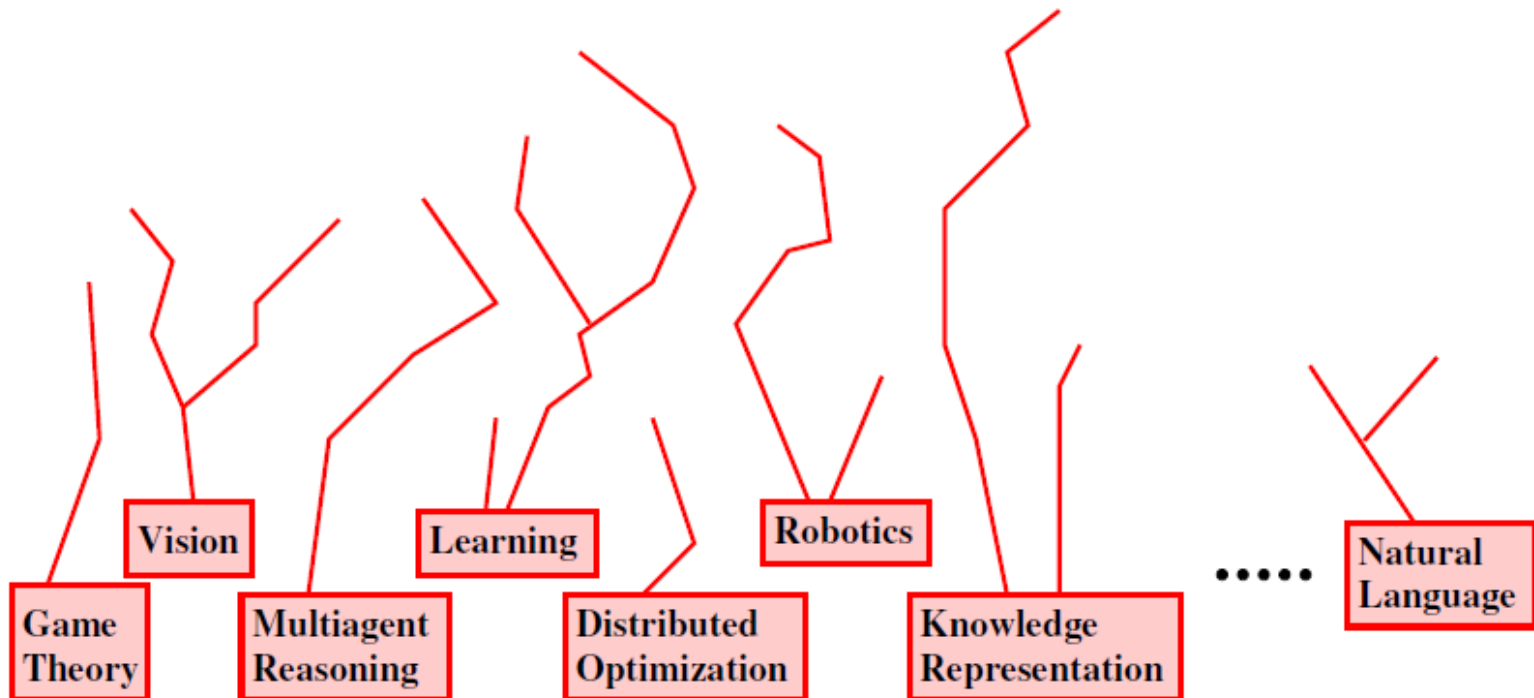 Vision
Learning
Robotics
Natural
Language
Game
Theory
Multiagent
Reasoning
Distributed
Optimization
Knowledge
Representation